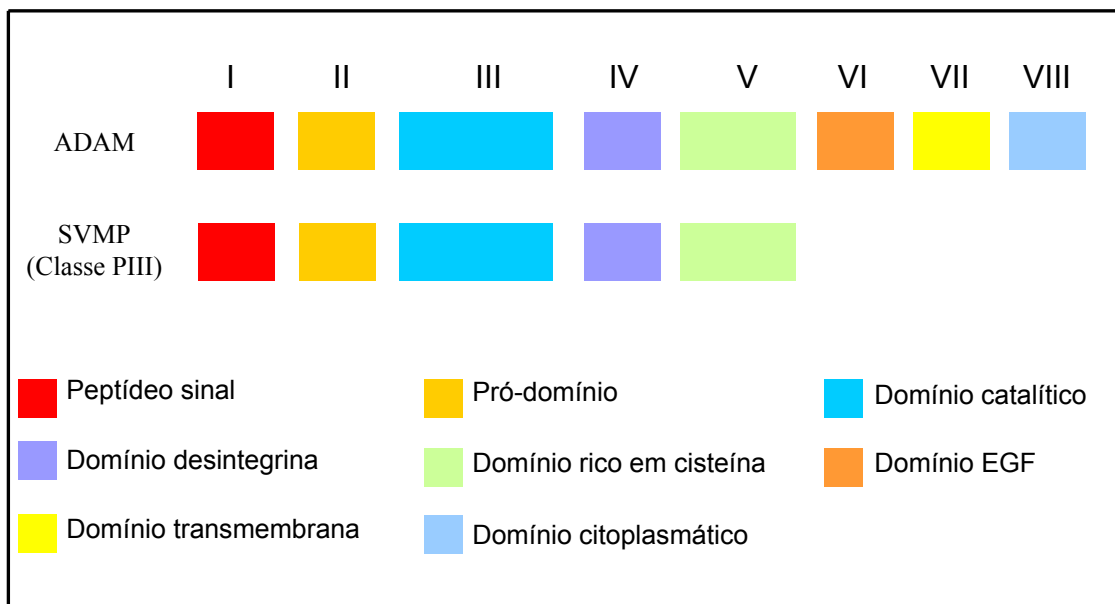 I II III IV V VI VII VIII
ADAM
SVMP
(Classe PIII)
Peptídeo sinal
Pró-domínio
Domínio catalítico
Domínio desintegrina
Domínio rico em cisteína
Domínio EGF
Domínio transmembrana
Domínio citoplasmático